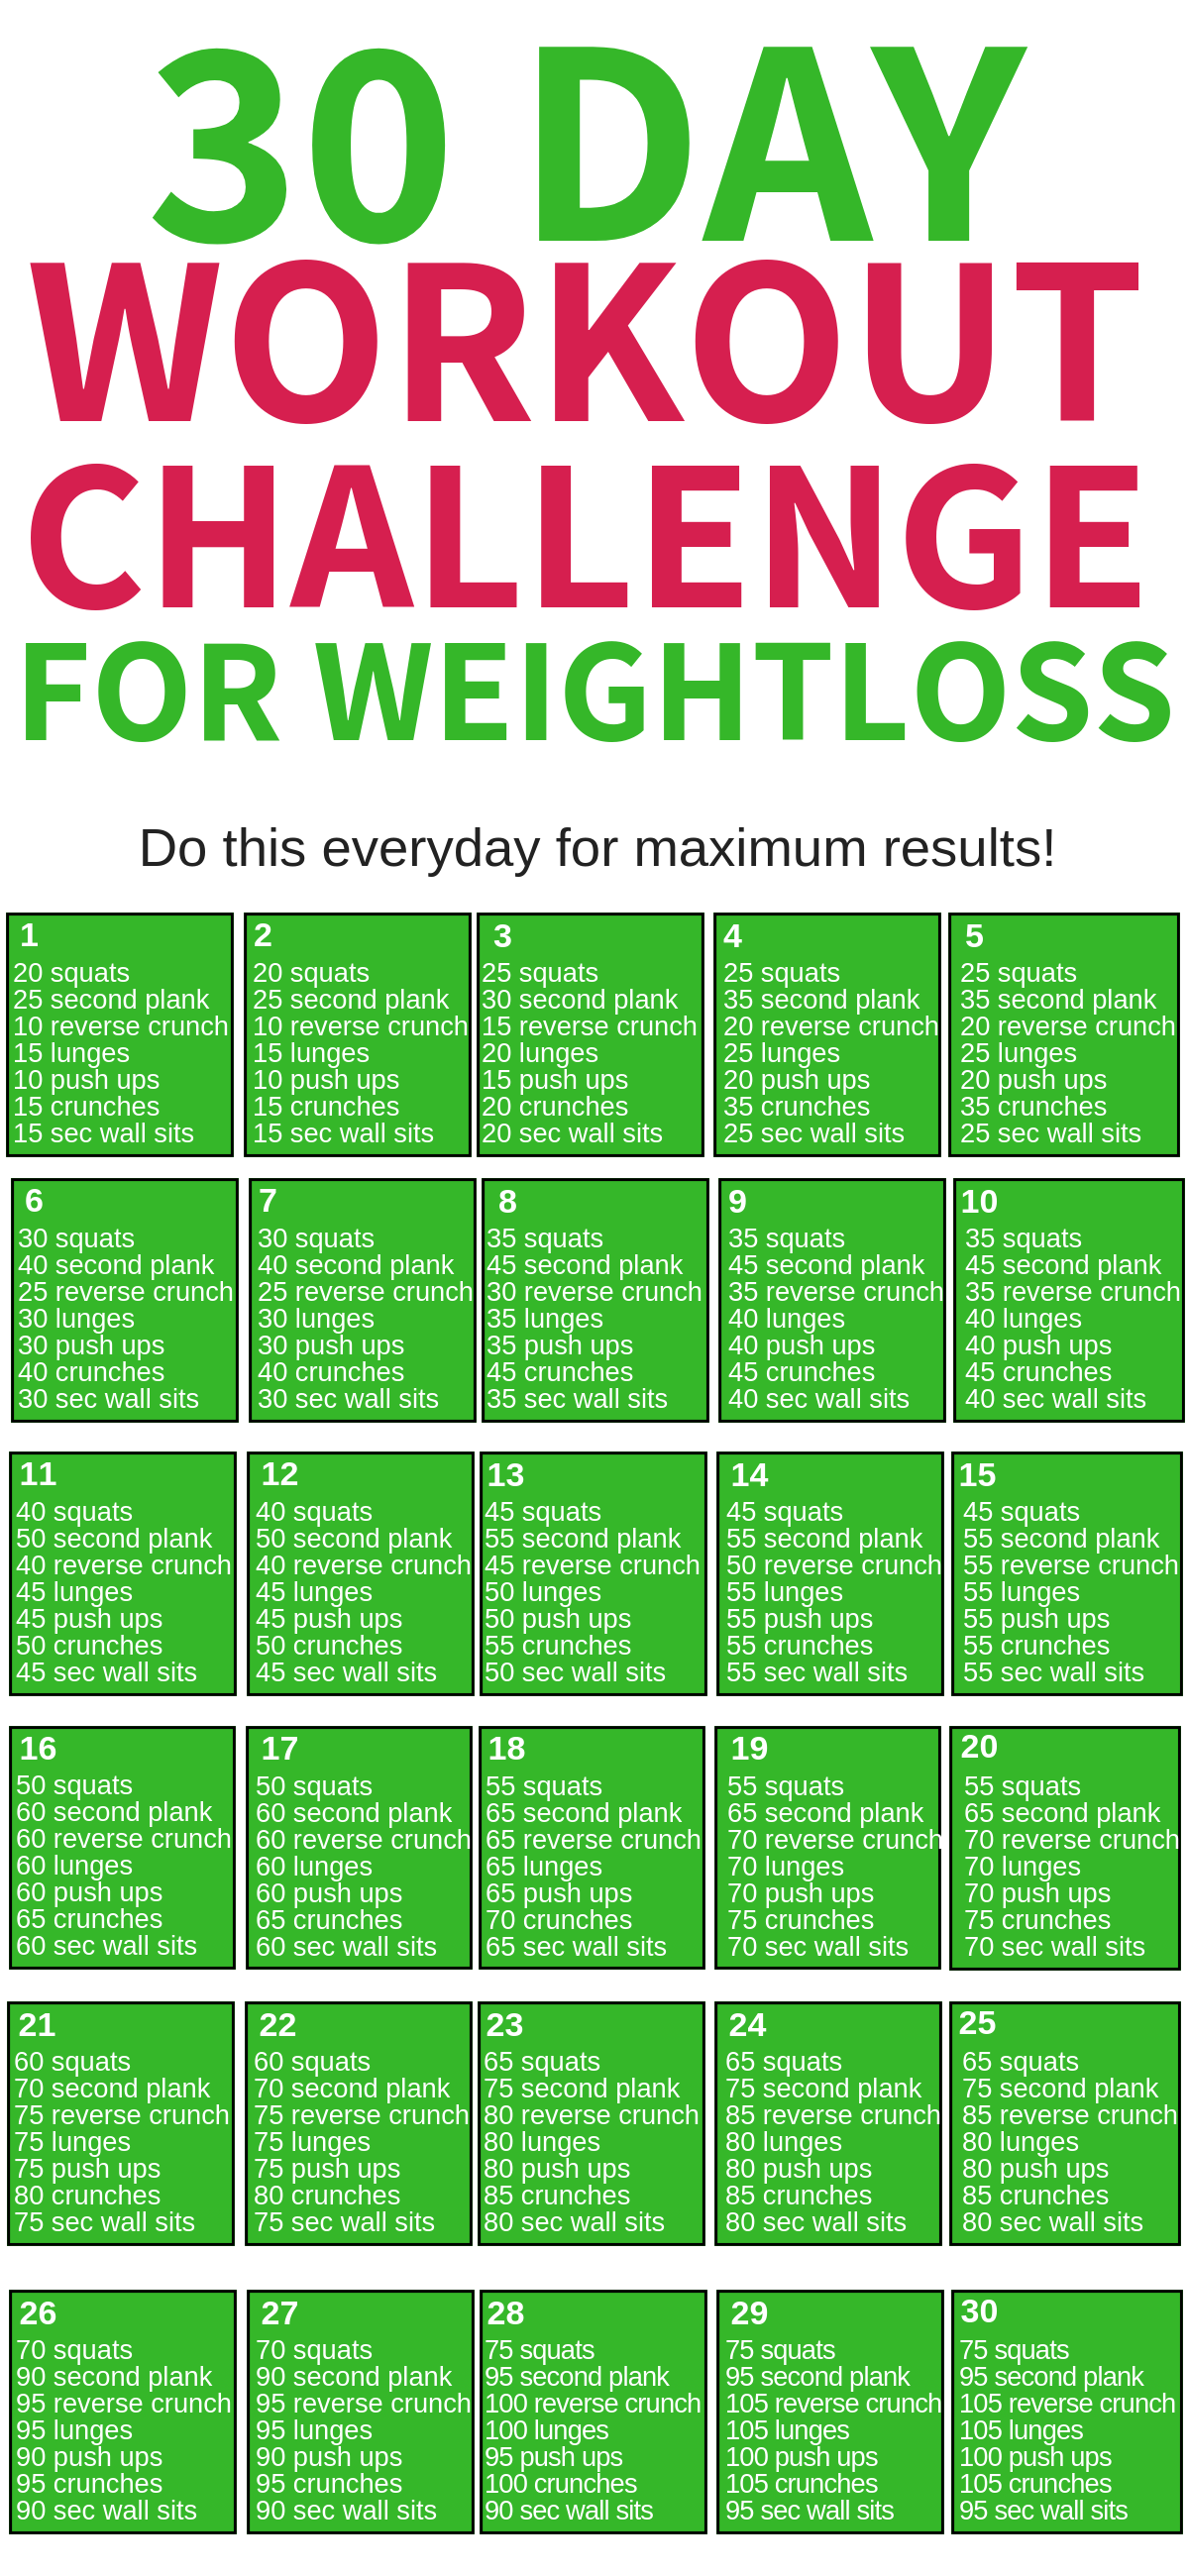 30 DAY
WORKOUT
CHALLENGE
FOR WEIGHTLOSS
Do this everyday for maximum results!
1
20 squats
25 second plank
10 reverse crunch
15 lunges
10 push ups
15 crunches
15 sec wall sits
2
20 squats
25 second plank
10 reverse crunch
15 lunges
10 push ups
15 crunches
15 sec wall sits
3
25 squats
30 second plank
15 reverse crunch
20 lunges
15 push ups
20 crunches
20 sec wall sits
4
25 squats
35 second plank
20 reverse crunch
25 lunges
20 push ups
35 crunches
25 sec wall sits
5
25 squats
35 second plank
20 reverse crunch
25 lunges
20 push ups
35 crunches
25 sec wall sits
6
30 squats
40 second plank
25 reverse crunch
30 lunges
30 push ups
40 crunches
30 sec wall sits
7
30 squats
40 second plank
25 reverse crunch
30 lunges
30 push ups
40 crunches
30 sec wall sits
8
35 squats
45 second plank
30 reverse crunch
35 lunges
35 push ups
45 crunches
35 sec wall sits
9
35 squats
45 second plank
35 reverse crunch
40 lunges
40 push ups
45 crunches
40 sec wall sits
10
35 squats
45 second plank
35 reverse crunch
40 lunges
40 push ups
45 crunches
40 sec wall sits
11
40 squats
50 second plank
40 reverse crunch
45 lunges
45 push ups
50 crunches
45 sec wall sits
12
40 squats
50 second plank
40 reverse crunch
45 lunges
45 push ups
50 crunches
45 sec wall sits
13
45 squats
55 second plank
45 reverse crunch
50 lunges
50 push ups
55 crunches
50 sec wall sits
14
45 squats
55 second plank
50 reverse crunch
55 lunges
55 push ups
55 crunches
55 sec wall sits
15
45 squats
55 second plank
55 reverse crunch
55 lunges
55 push ups
55 crunches
55 sec wall sits
16
50 squats
60 second plank
60 reverse crunch
60 lunges
60 push ups
65 crunches
60 sec wall sits
17
50 squats
60 second plank
60 reverse crunch
60 lunges
60 push ups
65 crunches
60 sec wall sits
18
55 squats
65 second plank
65 reverse crunch
65 lunges
65 push ups
70 crunches
65 sec wall sits
19
55 squats
65 second plank
70 reverse crunch
70 lunges
70 push ups
75 crunches
70 sec wall sits
20
55 squats
65 second plank
70 reverse crunch
70 lunges
70 push ups
75 crunches
70 sec wall sits
21
60 squats
70 second plank
75 reverse crunch
75 lunges
75 push ups
80 crunches
75 sec wall sits
22
60 squats
70 second plank
75 reverse crunch
75 lunges
75 push ups
80 crunches
75 sec wall sits
23
65 squats
75 second plank
80 reverse crunch
80 lunges
80 push ups
85 crunches
80 sec wall sits
24
65 squats
75 second plank
85 reverse crunch
80 lunges
80 push ups
85 crunches
80 sec wall sits
25
65 squats
75 second plank
85 reverse crunch
80 lunges
80 push ups
85 crunches
80 sec wall sits
26
70 squats
90 second plank
95 reverse crunch
95 lunges
90 push ups
95 crunches
90 sec wall sits
27
70 squats
90 second plank
95 reverse crunch
95 lunges
90 push ups
95 crunches
90 sec wall sits
28
75 squats
95 second plank
100 reverse crunch
100 lunges
95 push ups
100 crunches
90 sec wall sits
29
75 squats
95 second plank
105 reverse crunch
105 lunges
100 push ups
105 crunches
95 sec wall sits
30
75 squats
95 second plank
105 reverse crunch
105 lunges
100 push ups
105 crunches
95 sec wall sits